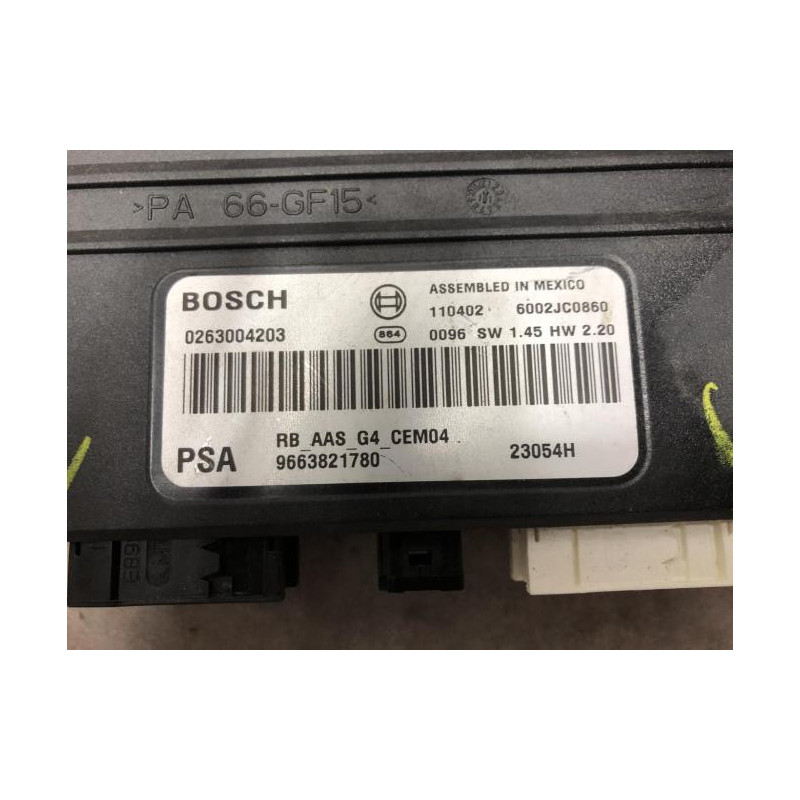 >PA 66-GF15<
BOSCH
ASSEMBLED IN MEXICO
110402 6002JC0860
0263004203
864
0096 SW 1.45 HW 2.20
RB_AAS_G4_CEM04
PSA
9663821780
23054H